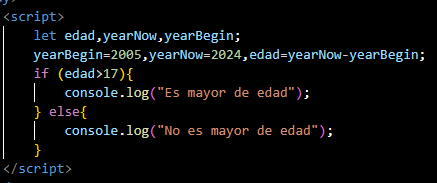 <script>
let edad,yearNow,yearBegin;
yearBegin=2005,yearNow=2024,edad=yearNow-yearBegin;
if (edad>17){
console.log("Es mayor de edad");
} else{
console.log("No es mayor de edad");
}
</script>